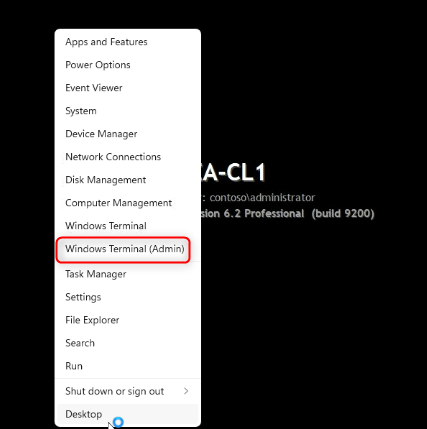 Apps and Features
Power Options
Event Viewer
System
Device Manager
Network Connections
Disk Management
Computer Management
Windows Terminal
Windows Terminal (Admin)
Task Manager
Settings
File Explorer
Search
Run
Shut down or sign out
Desktop
A-CL1
: contoso\administrator
sion 6.2 Professional (build 9200)